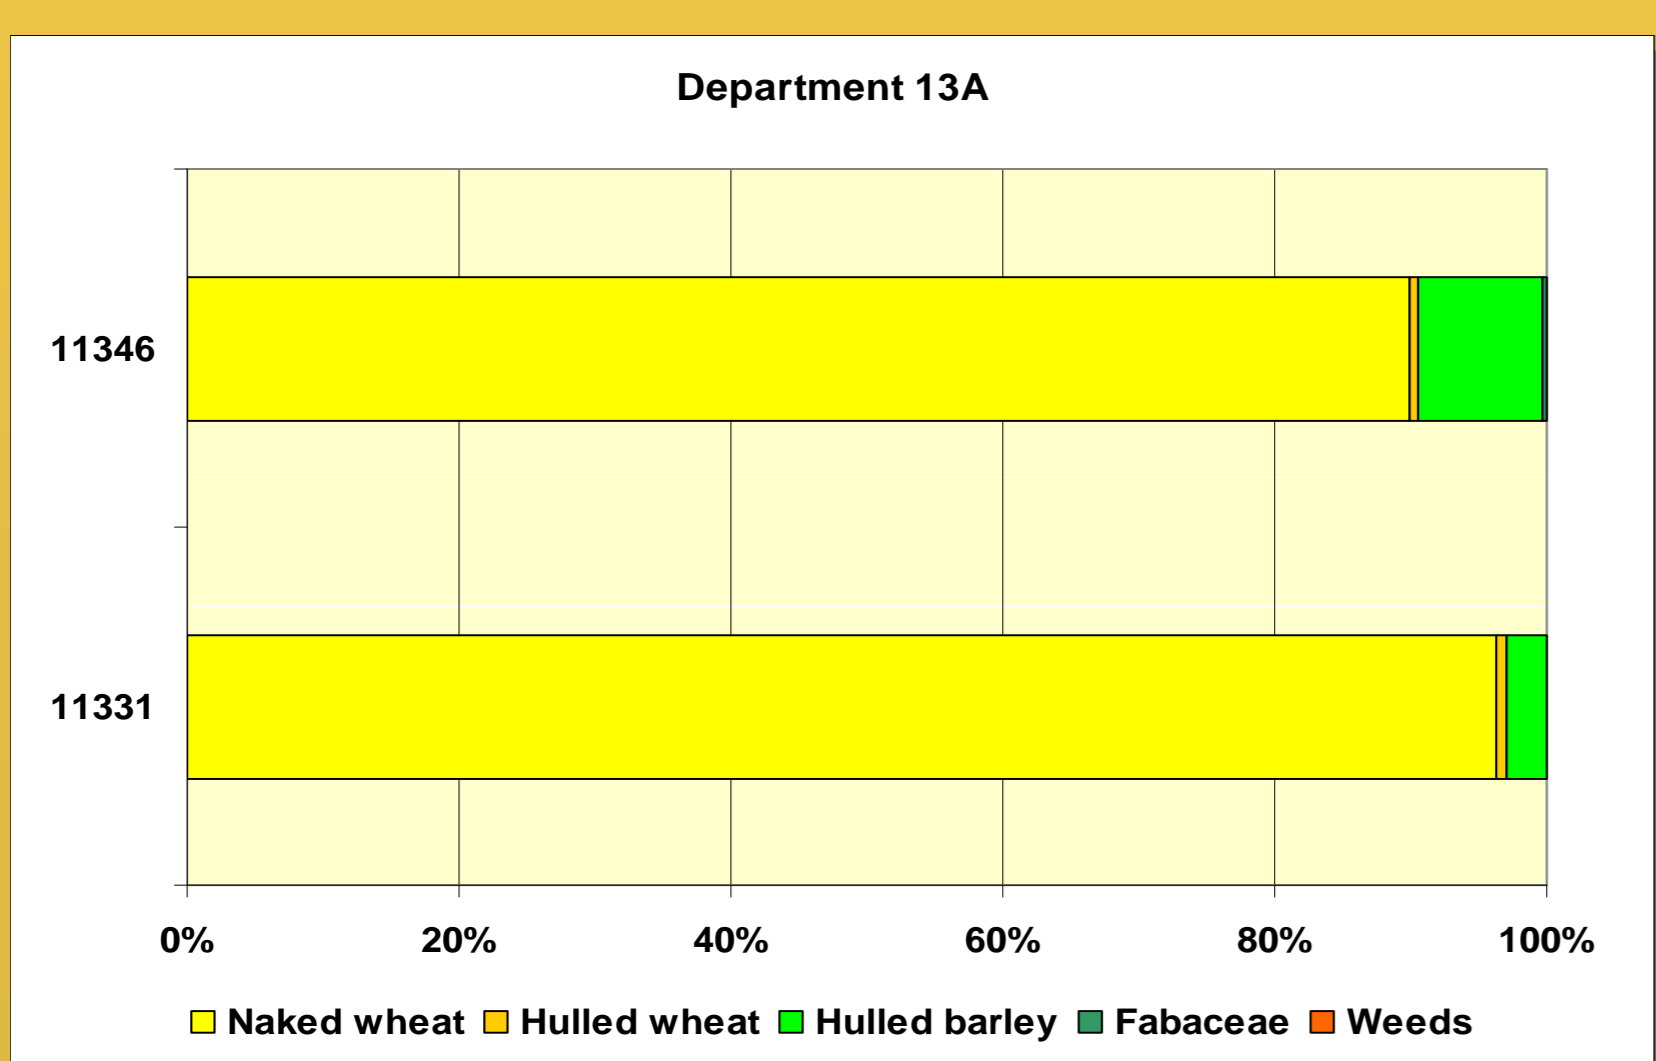 Department 13A
11346
11331
0% 20% 40% 60% 80% 100%
Naked wheat Hulled wheat Hulled barley Fabaceae Weeds